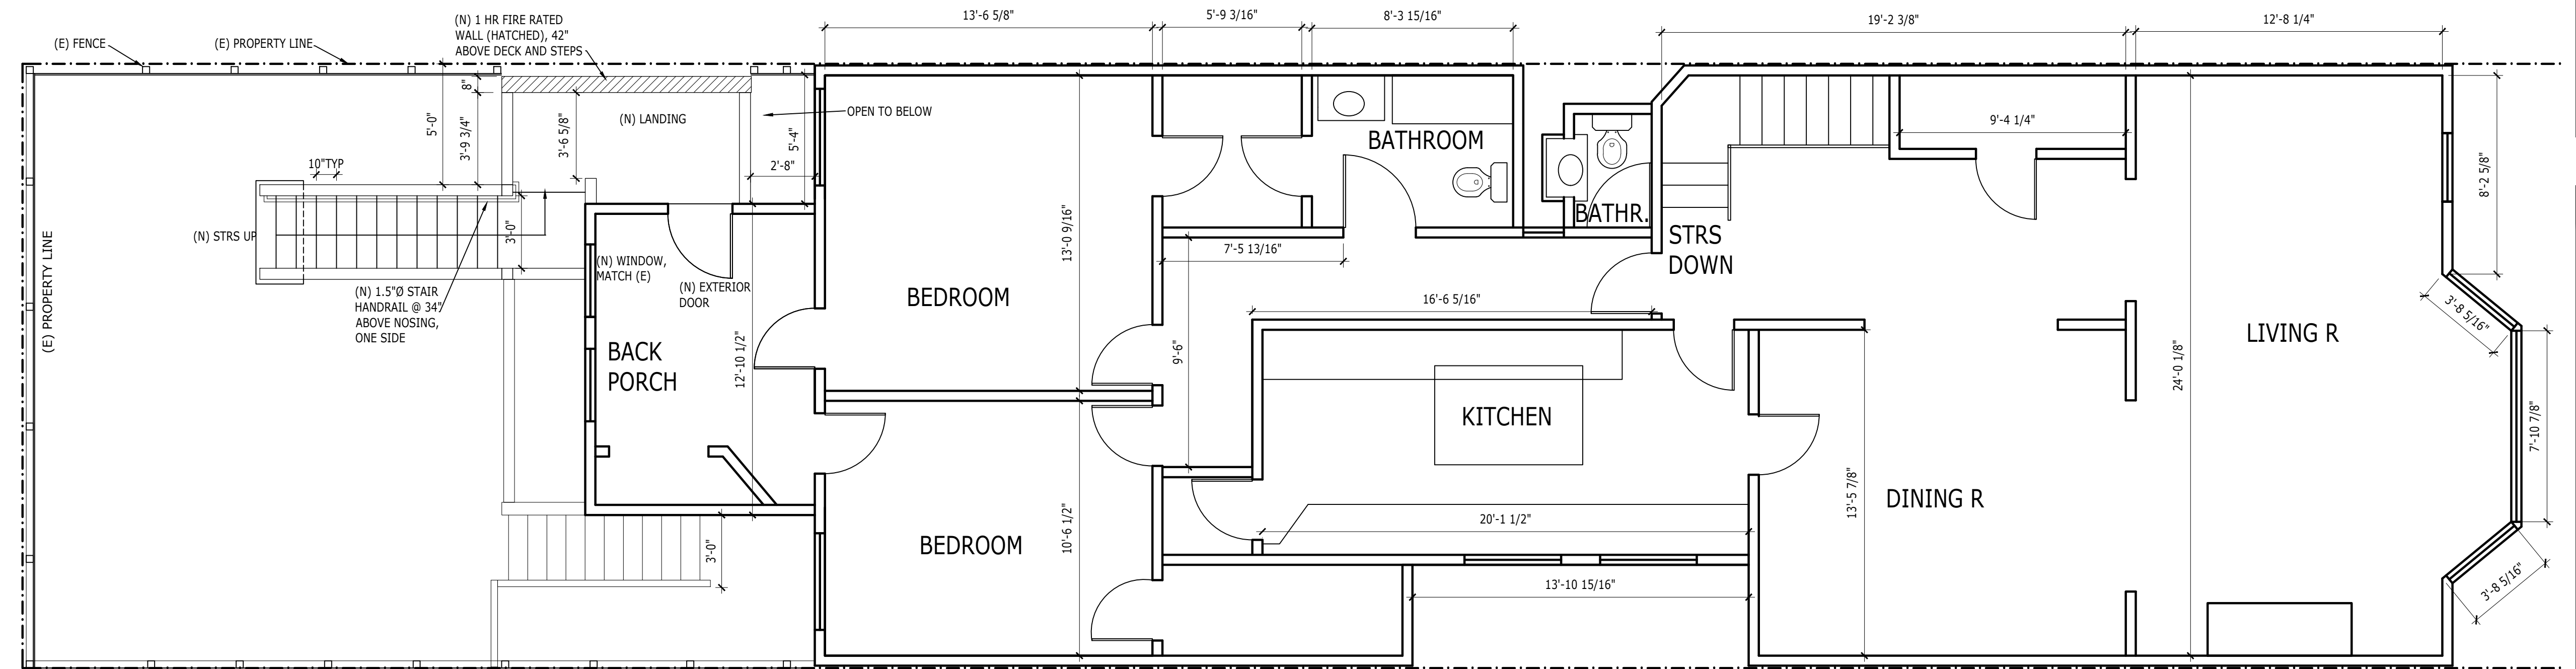 (N) 1 HR FIRE RATED
WALL (HATCHED), 42"
ABOVE DECK AND STEPS
(E) FENCE
(E) PROPERTY LINE
13'-6 5/8"
5'-9 3/16"
8'-3 15/16"
19'-2 3/8"
12'-8 1/4"
8"
5'-0"
3'-9 3/4"
3'-6 5/8"
(N) LANDING
5'-4"
OPEN TO BELOW
2'-8"
10"TYP
(N) STRS UP
3'-0"
(E) PROPERTY LINE
(N) WINDOW,
MATCH (E)
(N) EXTERIOR
DOOR
(N) 1.5"Ø STAIR
HANDRAIL @ 34"
ABOVE NOSING,
ONE SIDE
BACK
PORCH
12'-10 1/2"
3'-0"
BEDROOM
13'-0 9/16"
BEDROOM
10'-6 1/2"
BATHROOM
BATHR.
7'-5 13/16"
9'-6"
16'-6 5/16"
STRS
DOWN
9'-4 1/4"
KITCHEN
20'-1 1/2"
13'-10 15/16"
13'-5 7/8"
DINING R
24'-0 1/8"
LIVING R
8'-2 5/8"
3'-8 5/16"
7'-10 7/8"
3'-8 5/16"